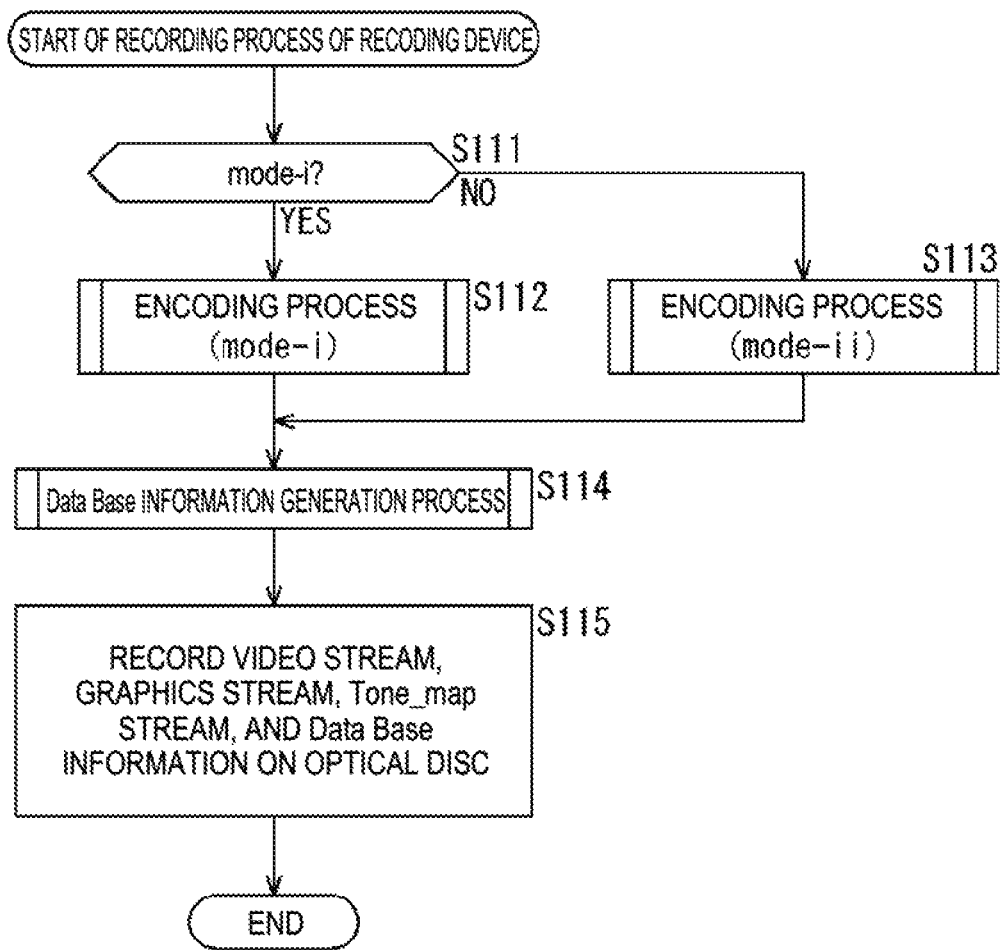 START OF RECORDING PROCESS OF RECODING DEVICE
S111
mode-i?
NO
YES
S113
S112
ENCODING PROCESS
(mode-i)
ENCODING PROCESS
(mode-ii)
Data Base INFORMATION GENERATION PROCESS
S114
S115
RECORD VIDEO STREAM,
GRAPHICS STREAM, Tone_map
STREAM, AND Data Base
INFORMATION ON OPTICAL DISC
END